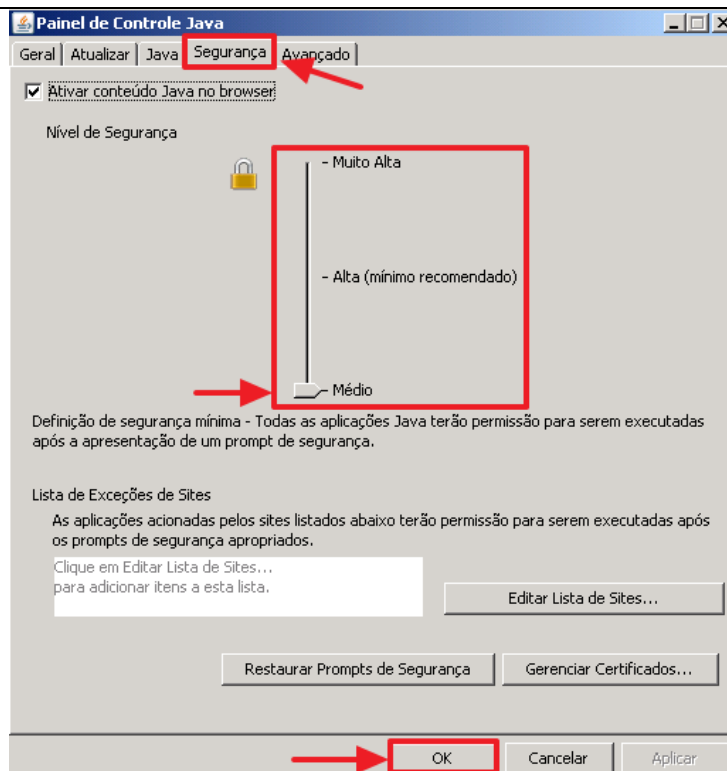 Painel de Controle Java
Geral Atualizar Java Segurança Avançado
Ativar conteúdo Java no browser
Nível de Segurança
- Muito Alta
- Alta (mínimo recomendado)
- Médio
Definição de segurança mínima - Todas as aplicações Java terão permissão para serem executadas
após a apresentação de um prompt de segurança.
Lista de Exceções de Sites
As aplicações acionadas pelos sites listados abaixo terão permissão para serem executadas após
os prompts de segurança apropriados.
Clique em Editar Lista de Sites...
para adicionar itens a esta lista.
Editar Lista de Sites...
Restaurar Prompts de Segurança Gerenciar Certificados...
OK Cancelar Aplicar